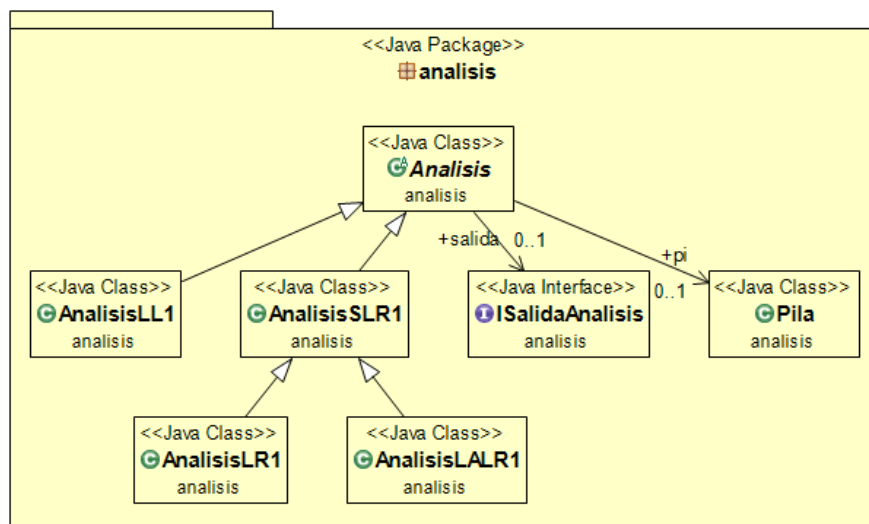 <<Java Package>>
analisis
<<Java Class>>
Analisis
analisis
+salida 0..1
+pi
0..1
<<Java Class>>
AnalisisLL1
analisis
<<Java Class>>
AnalisisSLR1
analisis
<<Java Interface>>
ISalidaAnalisis
analisis
<<Java Class>>
Pila
analisis
<<Java Class>>
AnalisisLR1
analisis
<<Java Class>>
AnalisisLALR1
analisis